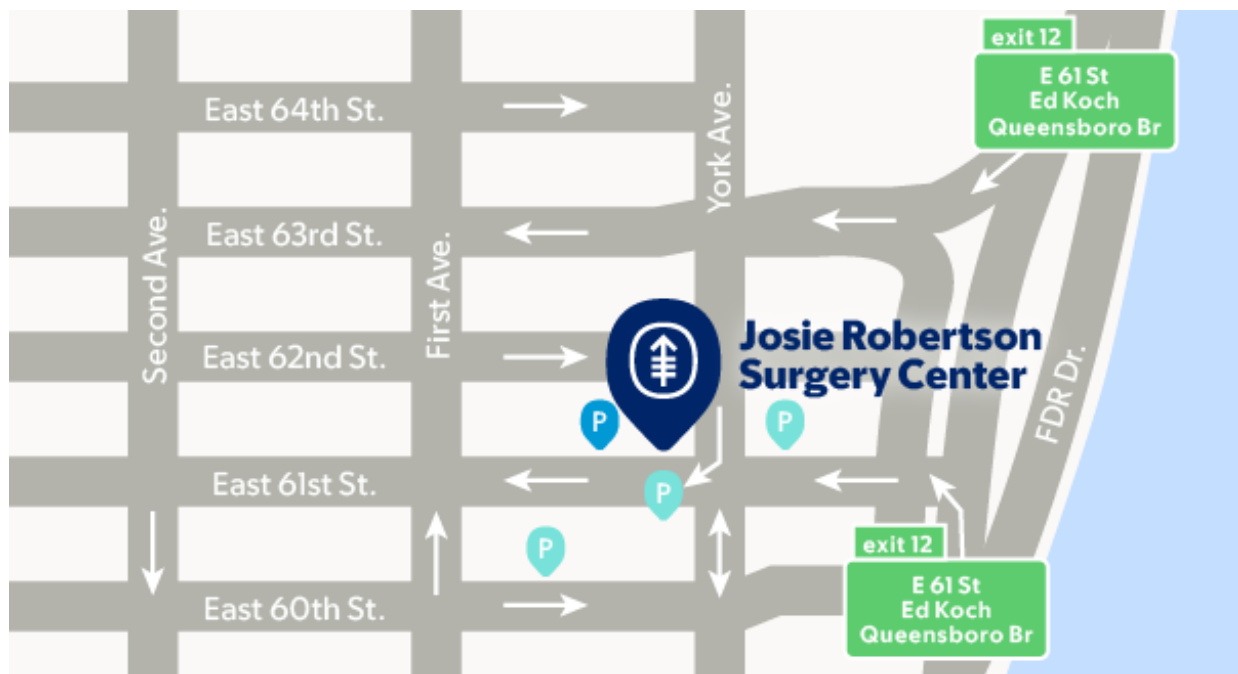 exit 12
E 61 St
Ed Koch
Queensboro Br
East 64th St.
York Ave.
East 63rd St.
Second Ave.
First Ave.
East 62nd St.
Josie Robertson
Surgery Center
FDR Dr.
P
P
East 61st St.
P
P
exit 12
E 61 St
Ed Koch
Queensboro Br
East 60th St.